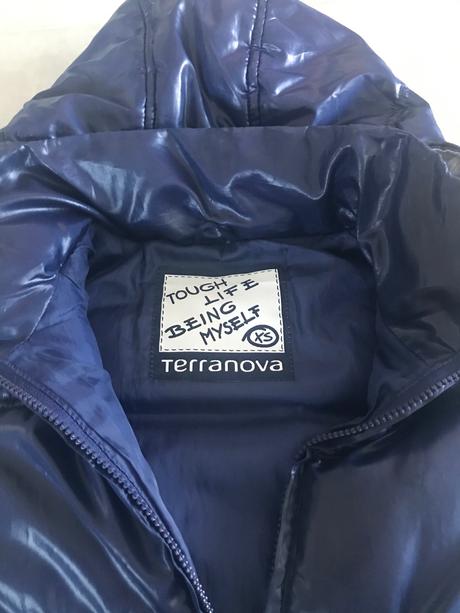 TOUGH
LIFE
BEING
MYSELF
XS
Terranova